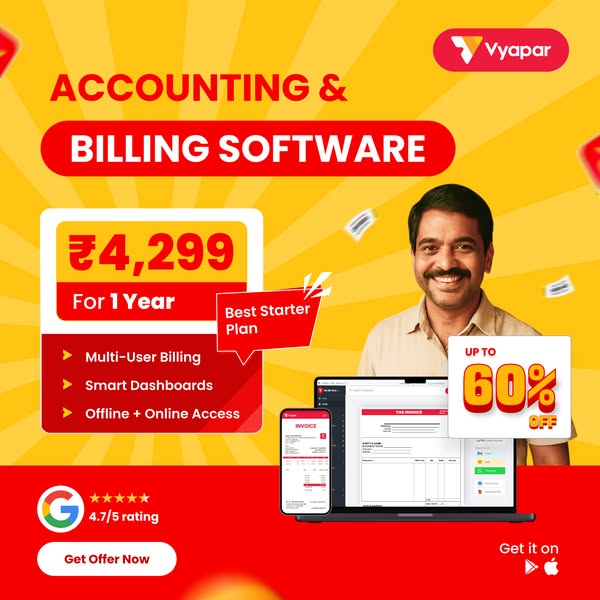 Vyapar
ACCOUNTING &
BILLING SOFTWARE
₹4,299
For 1 Year
Best Starter
Plan
Multi-User Billing
Smart Dashboards
Offline + Online Access
UP TO
60%
OFF
TAX INVOICE
INVOICE
4.7/5 rating
Get Offer Now
Get it on